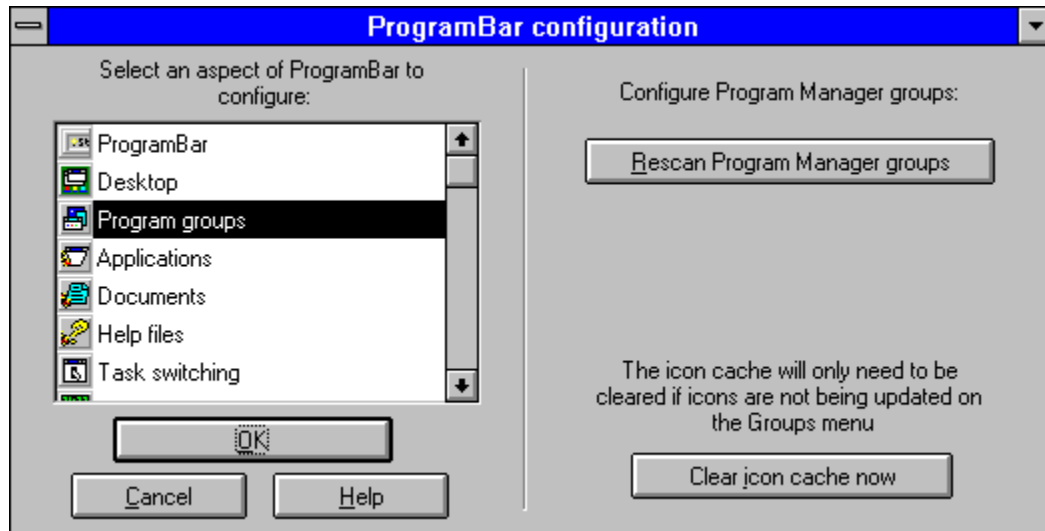 ProgramBar configuration
Select an aspect of ProgramBar to
configure:
ProgramBar
Desktop
Program groups
Applications
Documents
Help files
Task switching
OK
Cancel
Help
Configure Program Manager groups:
Rescan Program Manager groups
The icon cache will only need to be
cleared if icons are not being updated on
the Groups menu
Clear icon cache now